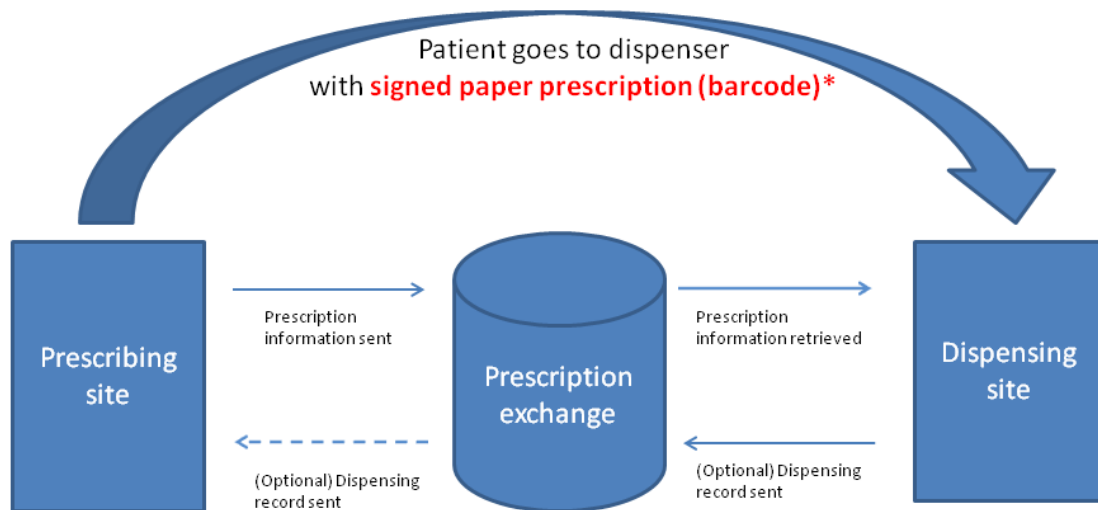 Patient goes to dispenser
with signed paper prescription (barcode)*
Prescribing
site
Prescription
information sent
(Optional) Dispensing
record sent
Prescription
exchange
Prescription
information retrieved
(Optional) Dispensing
record sent
Dispensing
site